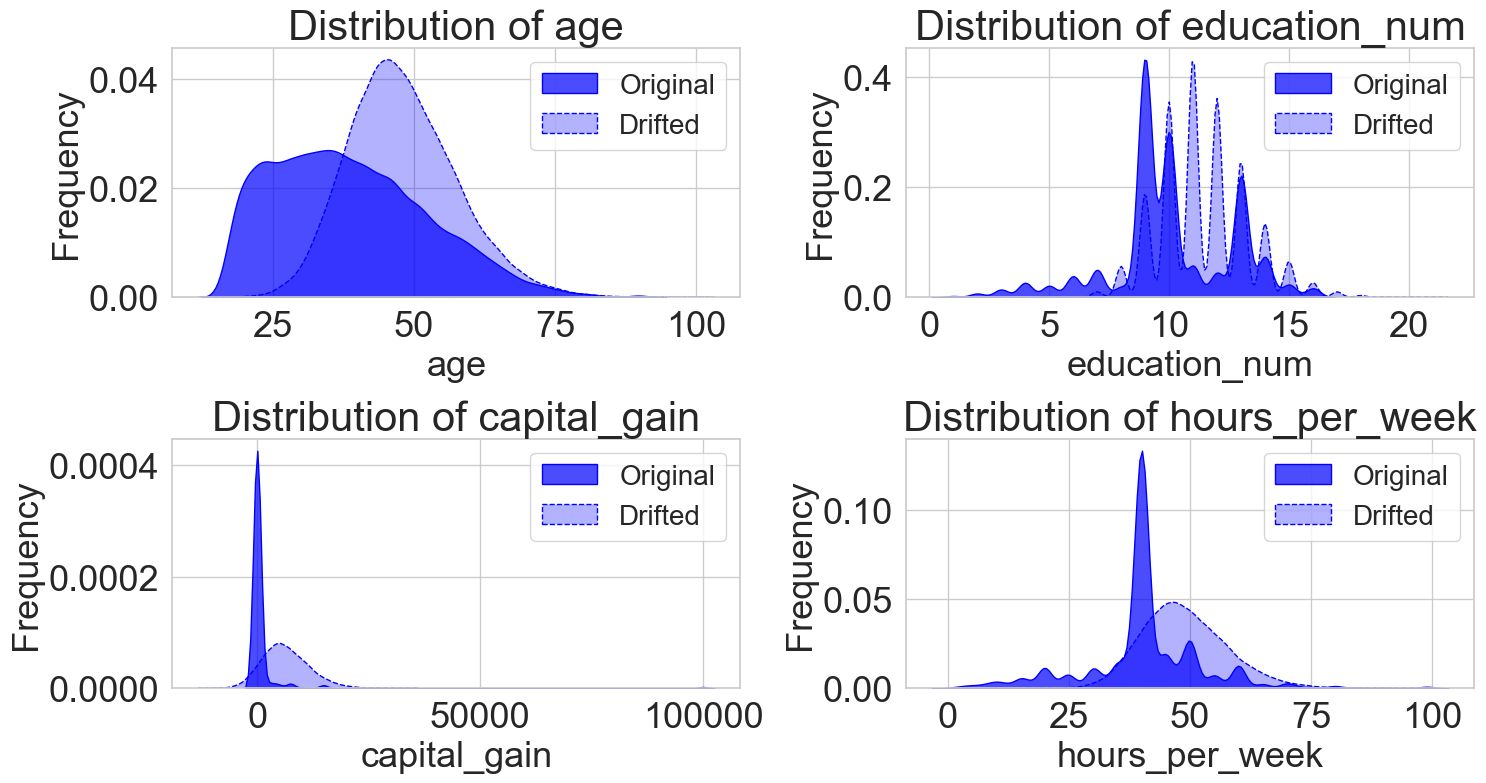 Distribution of age
Frequency
0.04
0.02
0.00
Original
Drifted
25 50 75 100
age
Distribution of education_num
Frequency
0.4
0.2
0.0
Original
Drifted
0 5 10 15 20
education_num
Distribution of capital_gain
Frequency
0.0004
0.0002
0.0000
Original
Drifted
0 50000 100000
capital_gain
Distribution of hours_per_week
Frequency
0.10
0.05
0.00
Original
Drifted
0 25 50 75 100
hours_per_week